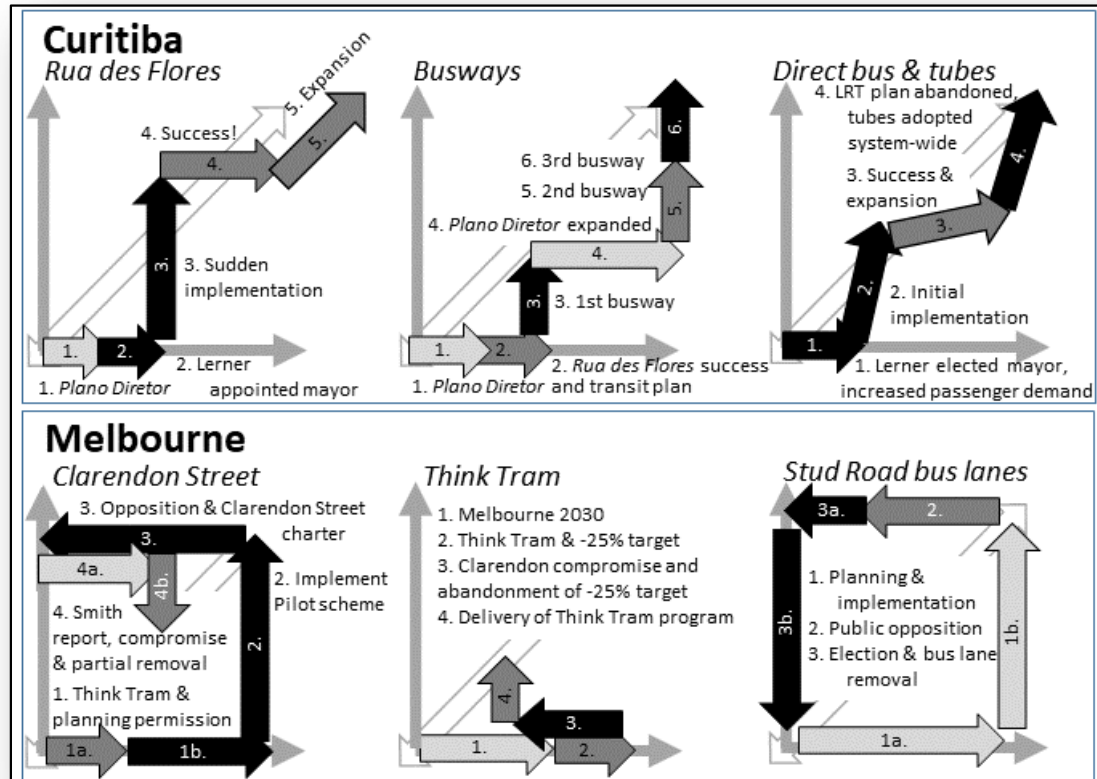 Curitiba
Rua des Flores
5. Expansion
4. Success!
4.
5.
3.
3. Sudden
implementation
1.
2.
2. Lerner
1. Plano Diretor
appointed mayor
Busways
6.
6. 3rd busway
5. 2nd busway
5.
4. Plano Diretor expanded
4.
3.
3. 1st busway
1.
2.
2. Rua des Flores success
1. Plano Diretor
and transit plan
Direct bus & tubes
4. LRT plan abandoned,
tubes adopted
system-wide
4.
3. Success &
expansion
3.
2.
2. Initial
implementation
1.
1. Lerner elected mayor,
increased passenger demand
Melbourne
Clarendon Street
3. Opposition & Clarendon Street
charter
3.
4a.
4b.
2. Implement
Pilot scheme
2.
4. Smith
report, compromise
& partial removal
1. Think Tram &
planning permission
1a.
1b.
Think Tram
1. Melbourne 2030
2. Think Tram & -25% target
3. Clarendon compromise and
abandonment of -25% target
4. Delivery of Think Tram program
4.
3.
1.
2.
Stud Road bus lanes
3a.
2.
1. Planning &
implementation
2. Public opposition
3. Election & bus lane
removal
3b.
1b.
1a.